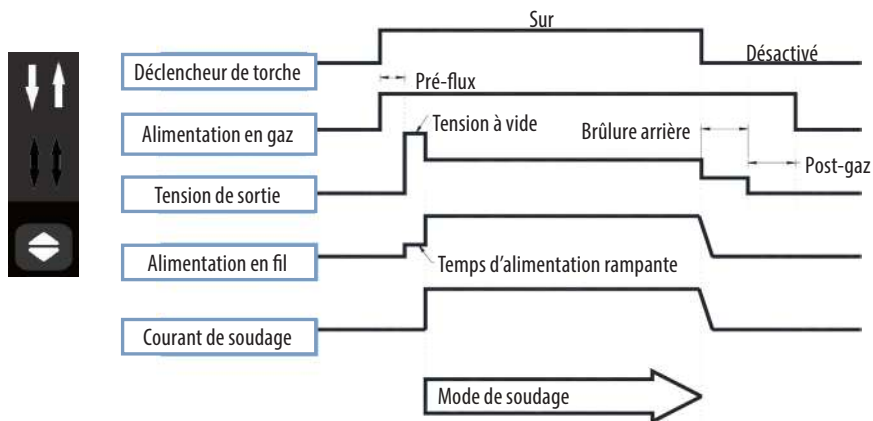 Sur
Déclencheur de torche
Désactivé
Pré-flux
Alimentation en gaz
Tension à vide
Brûlure arrière
Post-gaz
Tension de sortie
Alimentation en fil
Temps d’alimentation rampante
Courant de soudage
Mode de soudage